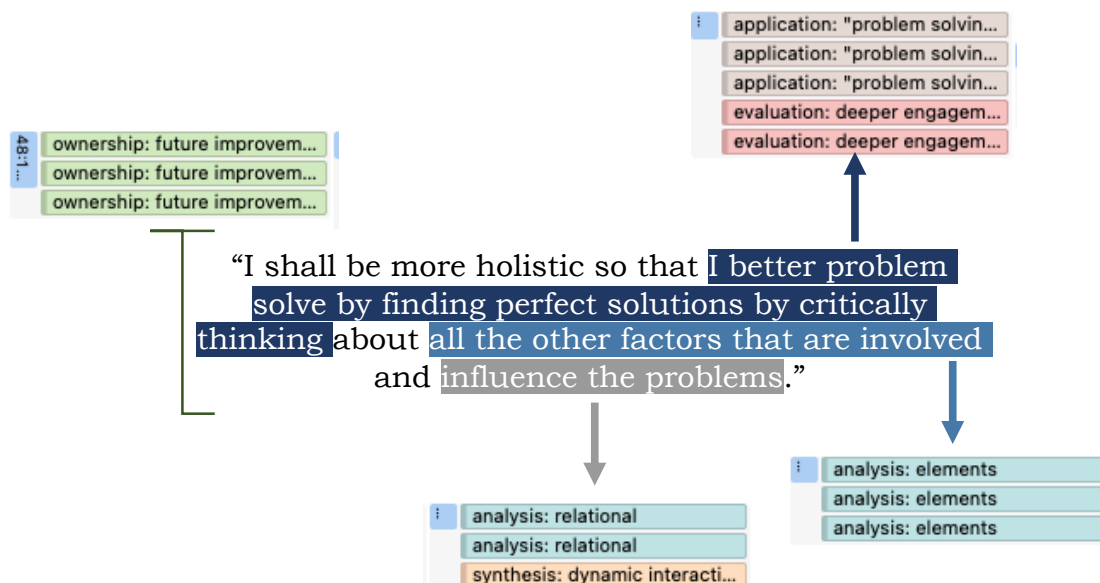 ⋮ application: "problem solvin...
application: "problem solvin...
application: "problem solvin...
evaluation: deeper engagem...
evaluation: deeper engagem...
48:1...
ownership: future improvem...
ownership: future improvem...
ownership: future improvem...
“I shall be more holistic so that I better problem
solve by finding perfect solutions by critically
thinking about all the other factors that are involved
and influence the problems.”
⋮ analysis: elements
analysis: elements
analysis: elements
⋮ analysis: relational
analysis: relational
synthesis: dynamic interacti...